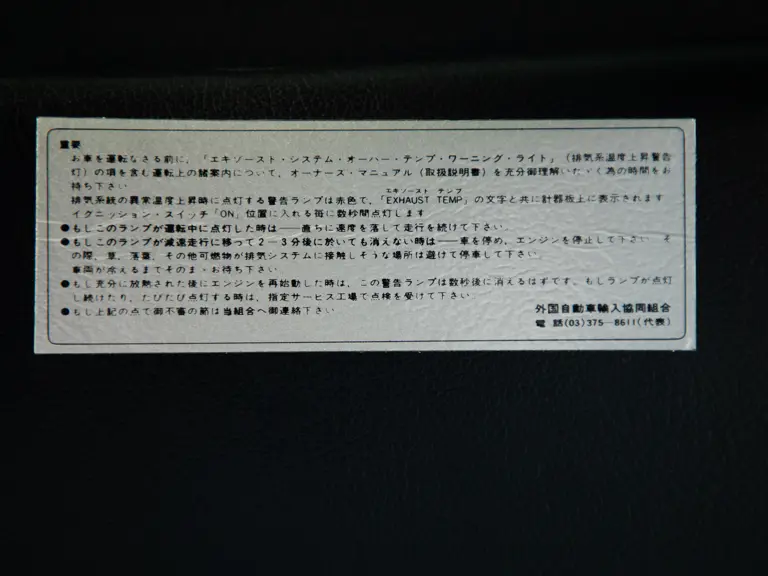 重要
お車を運転なさる前に、「エキゾースト・システム・オーバー・テンプ・ワーニング・ライト」(排気系温度上昇警告
灯)の項を含む運転上の諸案内について、オーナース・マニュアル(取扱説明書)を充分御理解いたゝく為の時間をお
待ち下さい
エキゾースト テンプ
排気系統の異常温度上昇時に点灯する警告ランプは赤色て、「EXHAUST TEMP」の文字と共に計器板上に表示されます
イグニッション・スイッチ「ON」位置に入れる毎に数秒間点灯します
●もしこのランプが運転中に点灯した時は──直ちに速度を落して走行を続けて下さい.
●もしこのランプが減速走行に移って2−3分後に於いても消えない時は──車を停め、エンジンを停止して下さい そ
の際、草、落葉、その他可燃物が排気システムに接触しそうな場所は避けて停車して下さい.
車両が冷えるまてそのまゝお待ち下さい.
●もし充分に放熱された後にエンジンを再始動した時は、この警告ランプは数秒後に消えるはずです。もしランプが点灯
し続けたり、たびたび点灯する時は、指定サービス工場で点検を受けて下さい
●もし上記の点て御不審の節は当組合へ御連絡下さい
外国自動車輸入協同組合
電話(03)375−8611(代表)